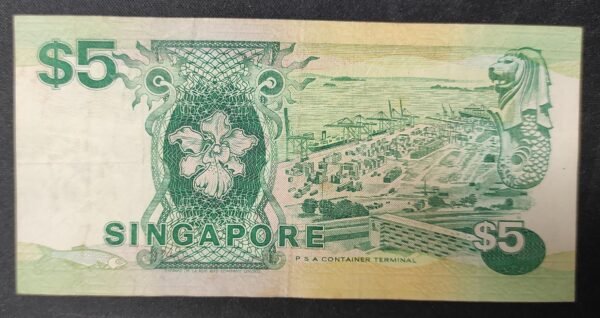 $5
SINGAPORE
$5
P S A CONTAINER TERMINAL